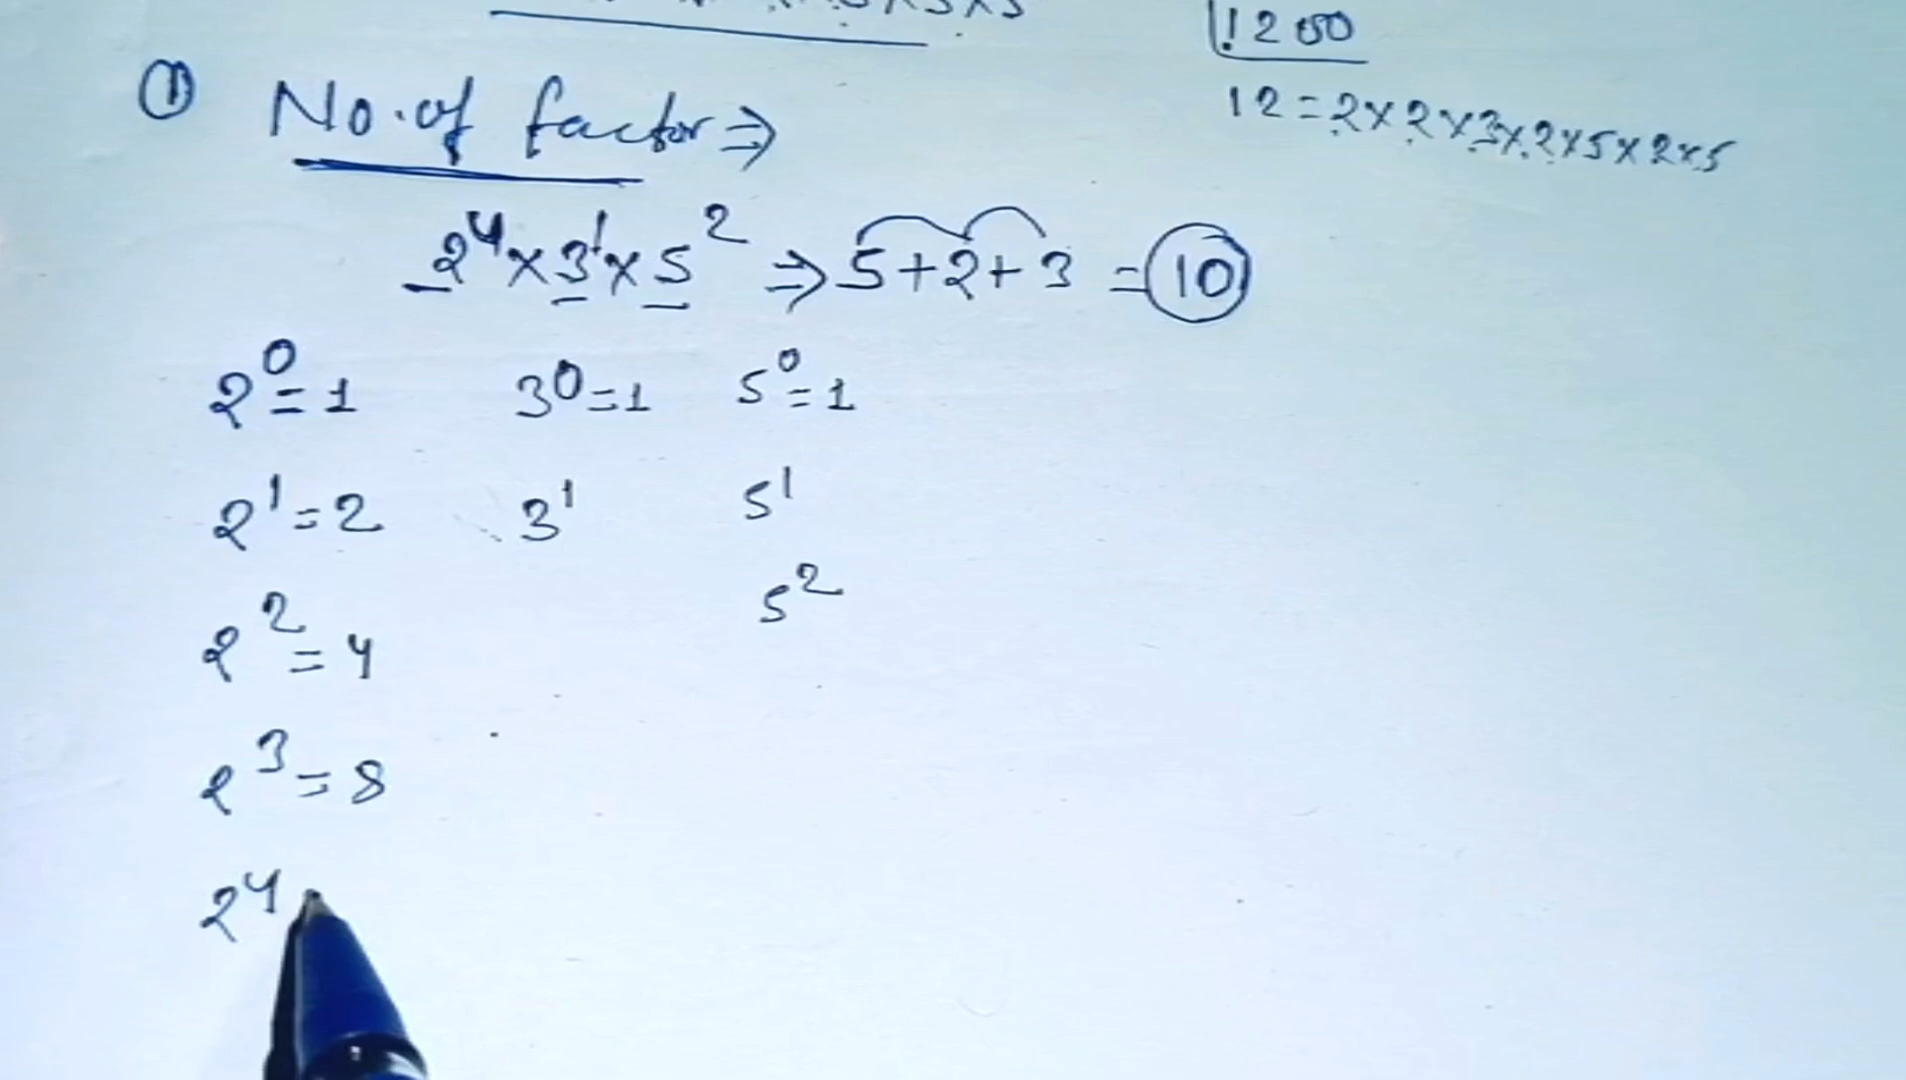 1200
12=2×2×3×2×5×2×5
① No. of factor ⇒
2⁴×3¹×5² ⇒ 5+2+3 = 10
2⁰=1 3⁰=1 5⁰=1
2¹=2 3¹ 5¹
5²
2²=4
2³=8
2⁴